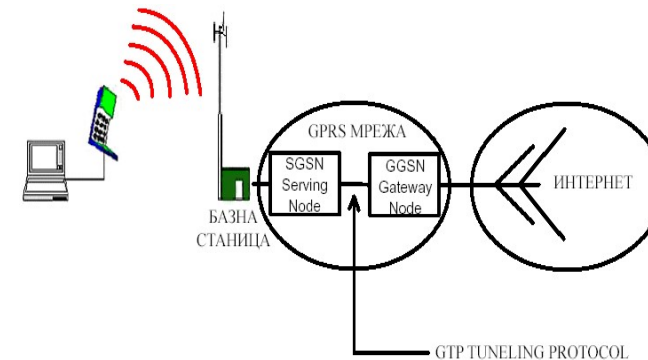 GPRS МРЕЖА
SGSN
Serving
Node
GGSN
Gateway
Node
ИНТЕРНЕТ
БАЗНА
СТАНИЦА
GTP TUNELING PROTOCOL